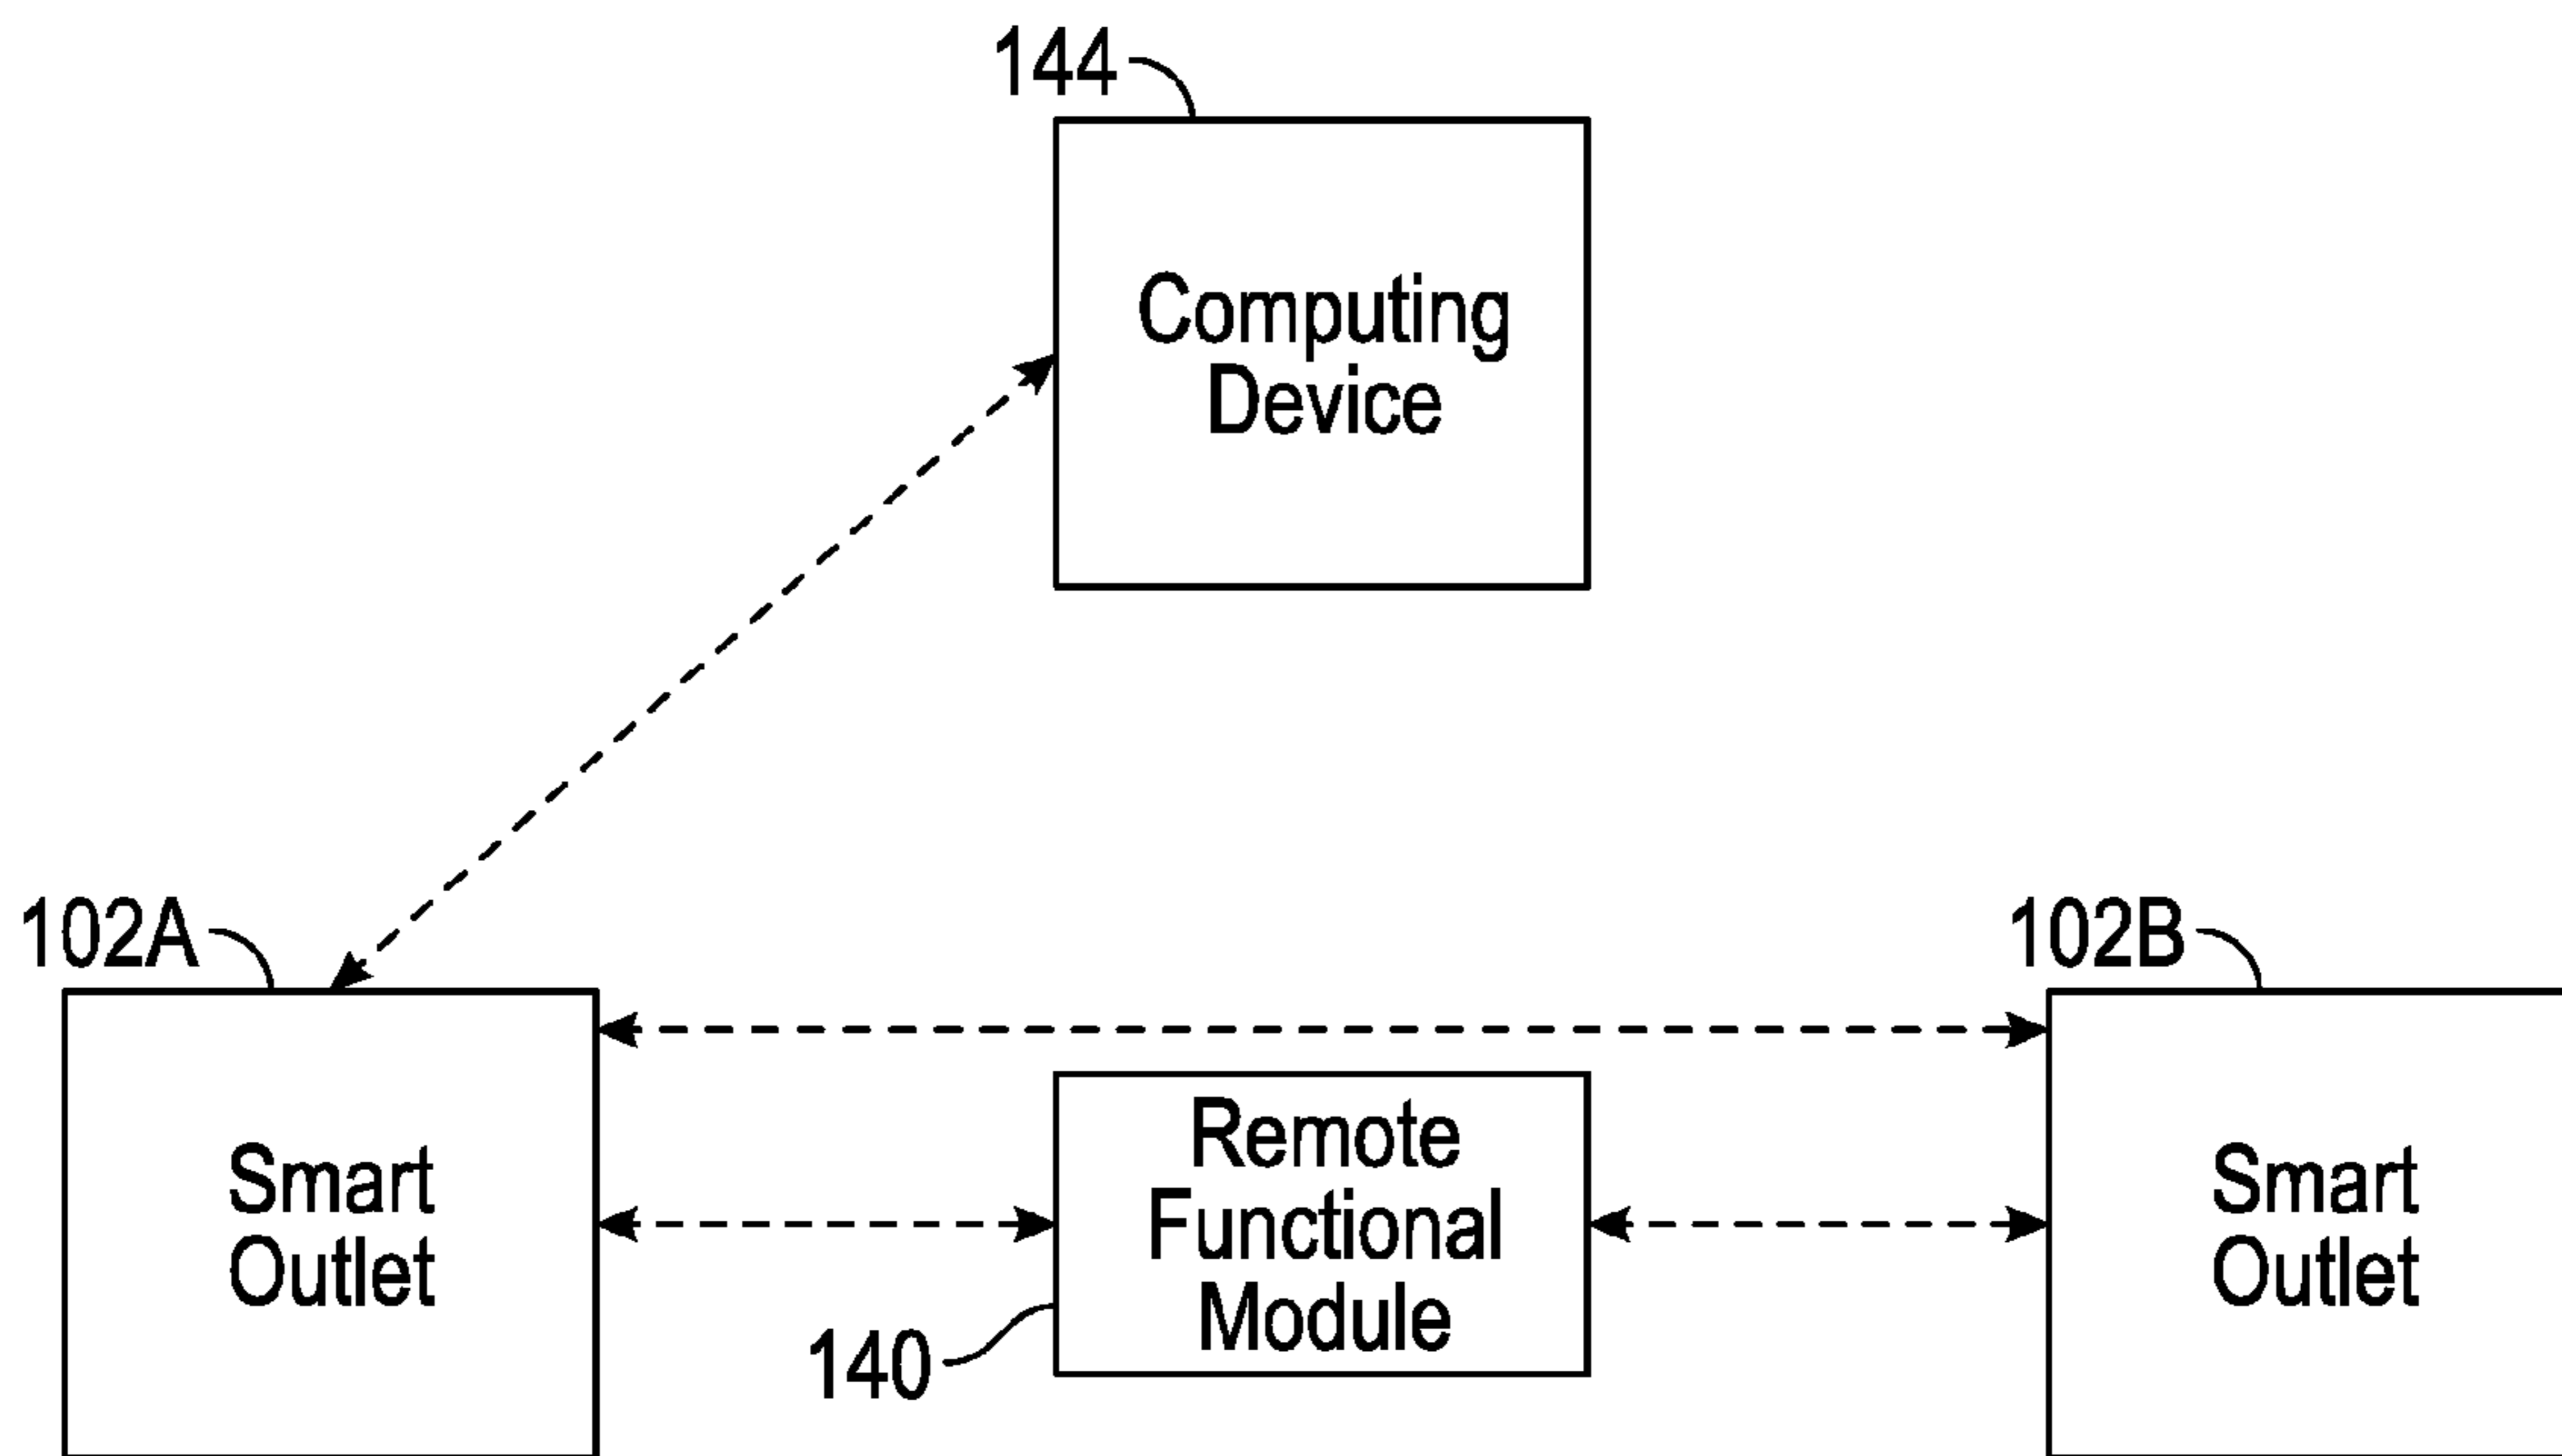 144
Computing
Device
102A
102B
Smart
Outlet
Remote
Functional
Module
140
Smart
Outlet